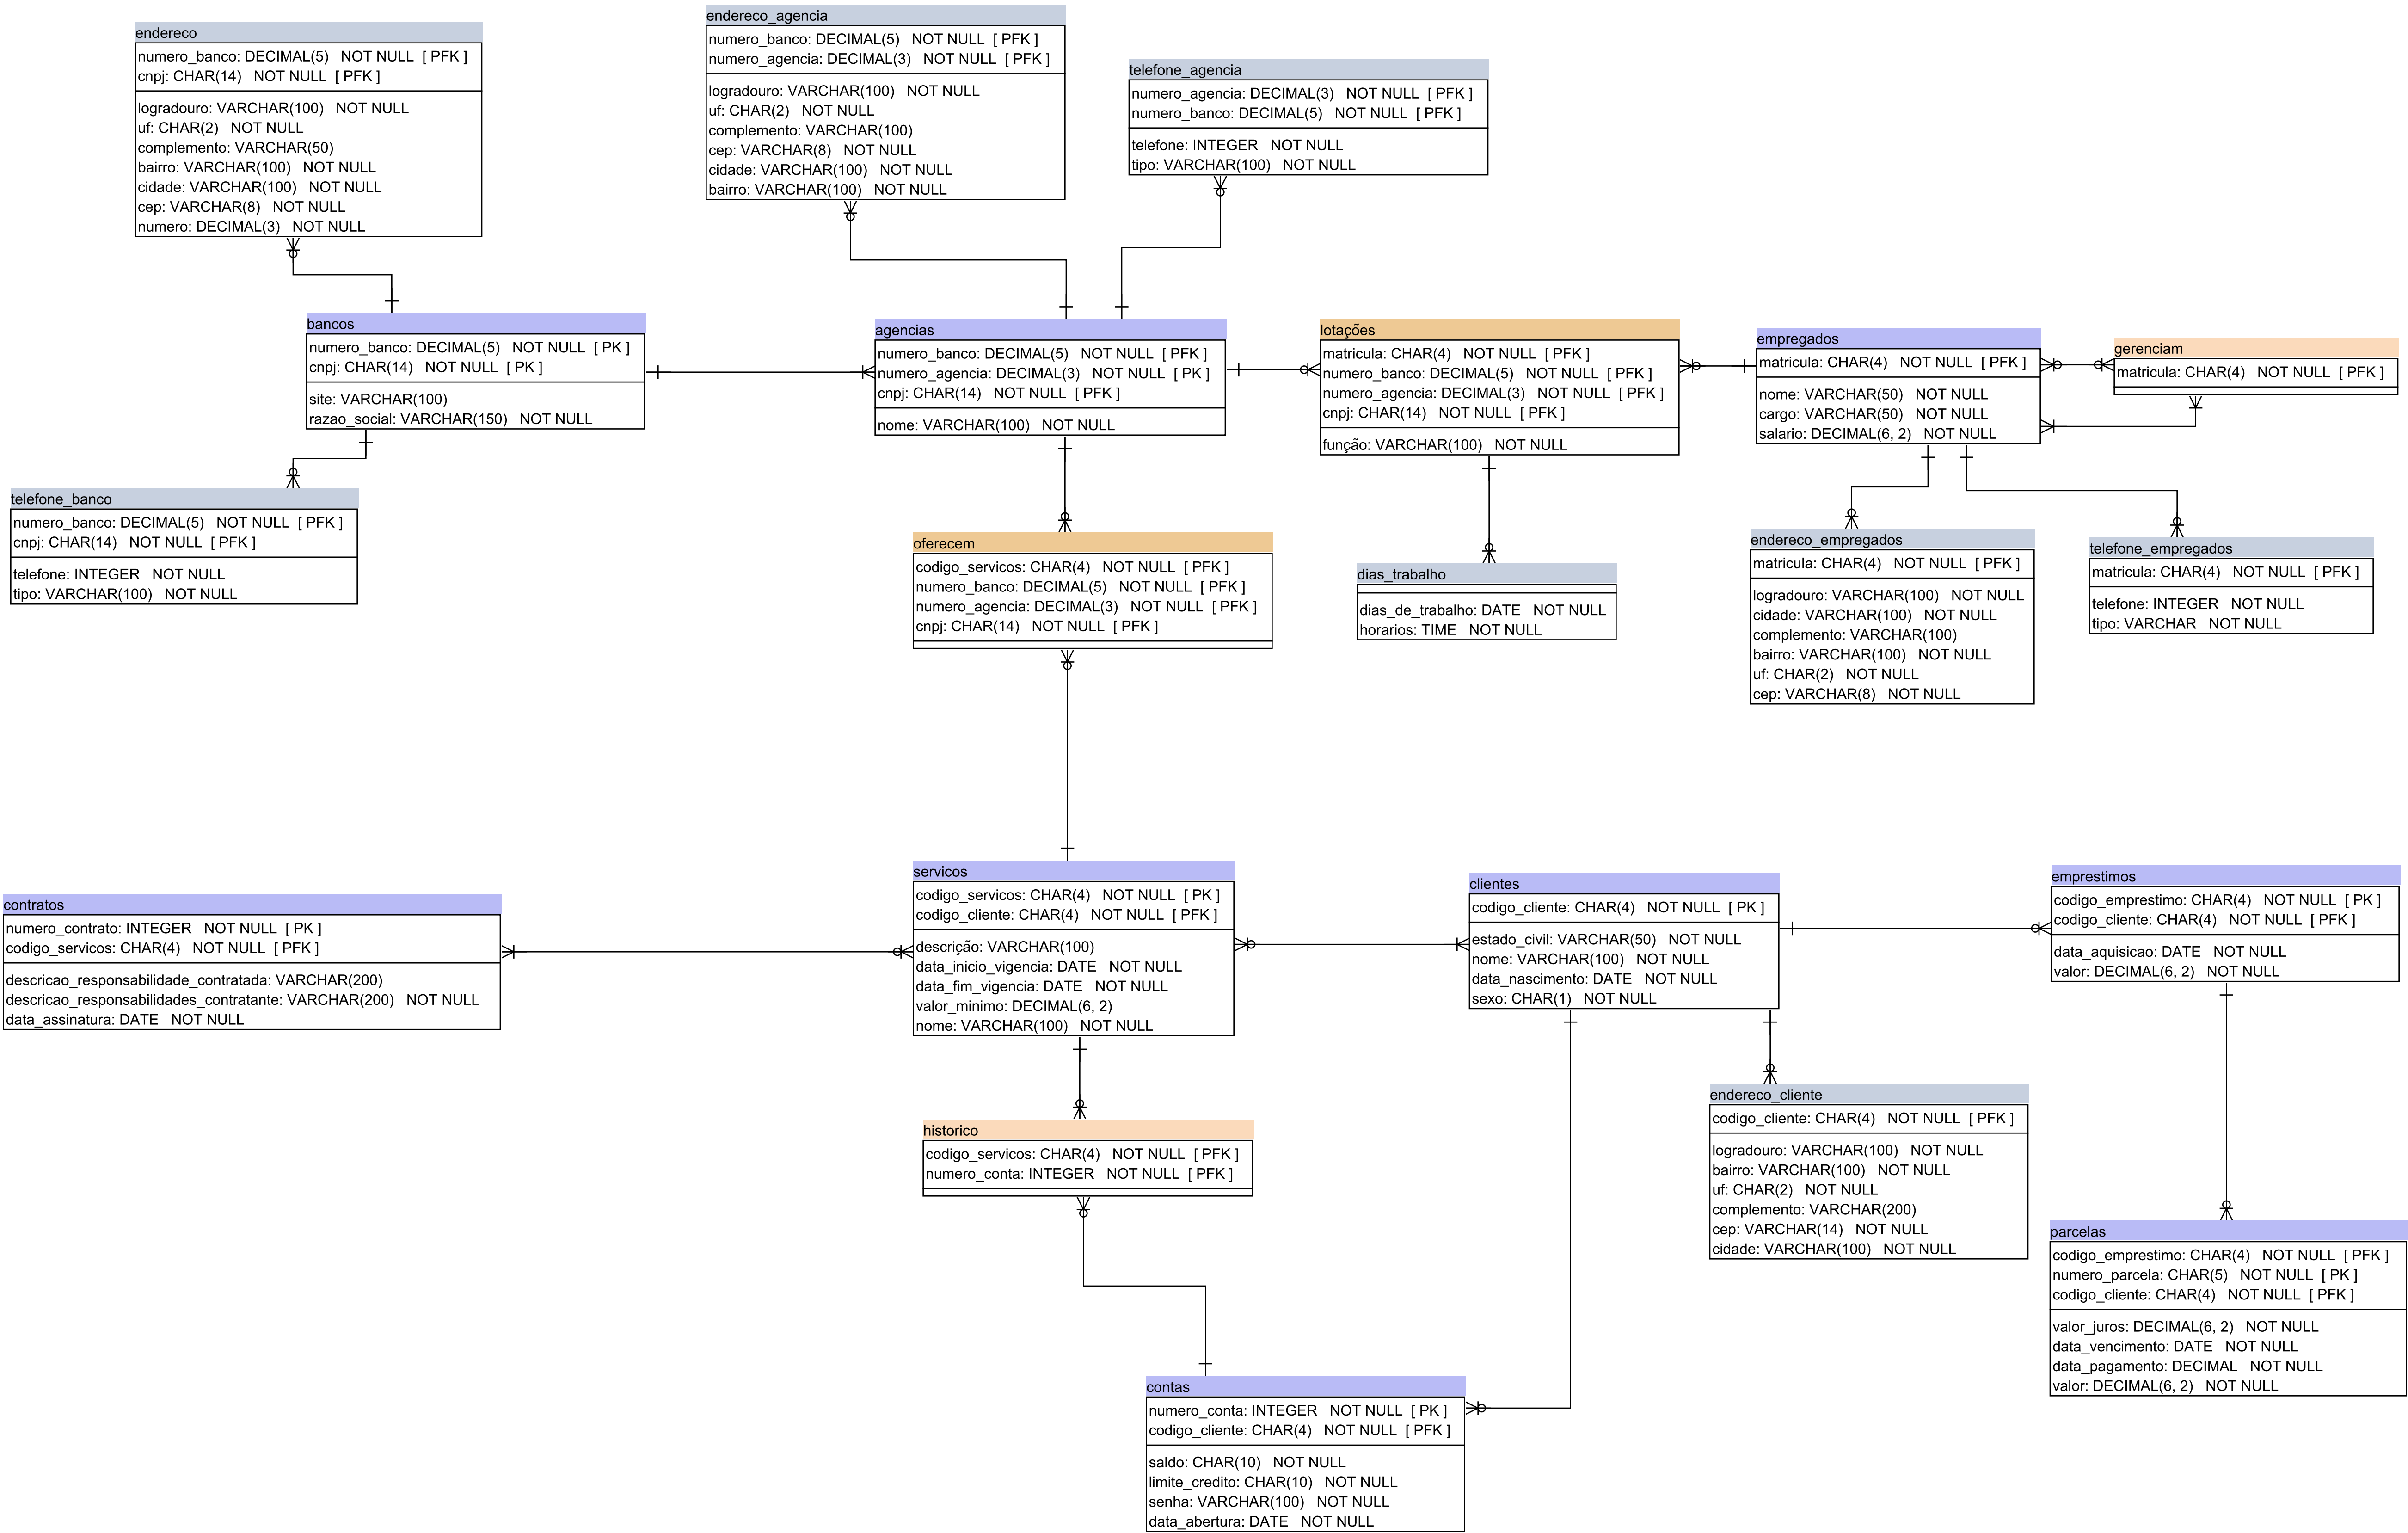 endereco
numero_banco: DECIMAL(5)   NOT NULL  [ PFK ]
cnpj: CHAR(14)   NOT NULL  [ PFK ]
logradouro: VARCHAR(100)   NOT NULL
uf: CHAR(2)   NOT NULL
complemento: VARCHAR(50)
bairro: VARCHAR(100)   NOT NULL
cidade: VARCHAR(100)   NOT NULL
cep: VARCHAR(8)   NOT NULL
numero: DECIMAL(3)   NOT NULL
endereco_agencia
numero_banco: DECIMAL(5)   NOT NULL  [ PFK ]
numero_agencia: DECIMAL(3)   NOT NULL  [ PFK ]
logradouro: VARCHAR(100)   NOT NULL
uf: CHAR(2)   NOT NULL
complemento: VARCHAR(100)
cep: VARCHAR(8)   NOT NULL
cidade: VARCHAR(100)   NOT NULL
bairro: VARCHAR(100)   NOT NULL
telefone_agencia
numero_agencia: DECIMAL(3)   NOT NULL  [ PFK ]
numero_banco: DECIMAL(5)   NOT NULL  [ PFK ]
telefone: INTEGER   NOT NULL
tipo: VARCHAR(100)   NOT NULL
bancos
numero_banco: DECIMAL(5)   NOT NULL  [ PK ]
cnpj: CHAR(14)   NOT NULL  [ PK ]
site: VARCHAR(100)
razao_social: VARCHAR(150)   NOT NULL
agencias
numero_banco: DECIMAL(5)   NOT NULL  [ PFK ]
numero_agencia: DECIMAL(3)   NOT NULL  [ PK ]
cnpj: CHAR(14)   NOT NULL  [ PFK ]
nome: VARCHAR(100)   NOT NULL
lotações
matricula: CHAR(4)   NOT NULL  [ PFK ]
numero_banco: DECIMAL(5)   NOT NULL  [ PFK ]
numero_agencia: DECIMAL(3)   NOT NULL  [ PFK ]
cnpj: CHAR(14)   NOT NULL  [ PFK ]
função: VARCHAR(100)   NOT NULL
empregados
matricula: CHAR(4)   NOT NULL  [ PFK ]
nome: VARCHAR(50)   NOT NULL
cargo: VARCHAR(50)   NOT NULL
salario: DECIMAL(6, 2)   NOT NULL
gerenciam
matricula: CHAR(4)   NOT NULL  [ PFK ]
telefone_banco
numero_banco: DECIMAL(5)   NOT NULL  [ PFK ]
cnpj: CHAR(14)   NOT NULL  [ PFK ]
telefone: INTEGER   NOT NULL
tipo: VARCHAR(100)   NOT NULL
oferecem
codigo_servicos: CHAR(4)   NOT NULL  [ PFK ]
numero_banco: DECIMAL(5)   NOT NULL  [ PFK ]
numero_agencia: DECIMAL(3)   NOT NULL  [ PFK ]
cnpj: CHAR(14)   NOT NULL  [ PFK ]
dias_trabalho
dias_de_trabalho: DATE   NOT NULL
horarios: TIME   NOT NULL
endereco_empregados
matricula: CHAR(4)   NOT NULL  [ PFK ]
logradouro: VARCHAR(100)   NOT NULL
cidade: VARCHAR(100)   NOT NULL
complemento: VARCHAR(100)
bairro: VARCHAR(100)   NOT NULL
uf: CHAR(2)   NOT NULL
cep: VARCHAR(8)   NOT NULL
telefone_empregados
matricula: CHAR(4)   NOT NULL  [ PFK ]
telefone: INTEGER   NOT NULL
tipo: VARCHAR   NOT NULL
contratos
numero_contrato: INTEGER   NOT NULL  [ PK ]
codigo_servicos: CHAR(4)   NOT NULL  [ PFK ]
descricao_responsabilidade_contratada: VARCHAR(200)
descricao_responsabilidades_contratante: VARCHAR(200)   NOT NULL
data_assinatura: DATE   NOT NULL
servicos
codigo_servicos: CHAR(4)   NOT NULL  [ PK ]
codigo_cliente: CHAR(4)   NOT NULL  [ PFK ]
descrição: VARCHAR(100)
data_inicio_vigencia: DATE   NOT NULL
data_fim_vigencia: DATE   NOT NULL
valor_minimo: DECIMAL(6, 2)
nome: VARCHAR(100)   NOT NULL
clientes
codigo_cliente: CHAR(4)   NOT NULL  [ PK ]
estado_civil: VARCHAR(50)   NOT NULL
nome: VARCHAR(100)   NOT NULL
data_nascimento: DATE   NOT NULL
sexo: CHAR(1)   NOT NULL
emprestimos
codigo_emprestimo: CHAR(4)   NOT NULL  [ PK ]
codigo_cliente: CHAR(4)   NOT NULL  [ PFK ]
data_aquisicao: DATE   NOT NULL
valor: DECIMAL(6, 2)   NOT NULL
historico
codigo_servicos: CHAR(4)   NOT NULL  [ PFK ]
numero_conta: INTEGER   NOT NULL  [ PFK ]
endereco_cliente
codigo_cliente: CHAR(4)   NOT NULL  [ PFK ]
logradouro: VARCHAR(100)   NOT NULL
bairro: VARCHAR(100)   NOT NULL
uf: CHAR(2)   NOT NULL
complemento: VARCHAR(200)
cep: VARCHAR(14)   NOT NULL
cidade: VARCHAR(100)   NOT NULL
parcelas
codigo_emprestimo: CHAR(4)   NOT NULL  [ PFK ]
numero_parcela: CHAR(5)   NOT NULL  [ PK ]
codigo_cliente: CHAR(4)   NOT NULL  [ PFK ]
valor_juros: DECIMAL(6, 2)   NOT NULL
data_vencimento: DATE   NOT NULL
data_pagamento: DECIMAL   NOT NULL
valor: DECIMAL(6, 2)   NOT NULL
contas
numero_conta: INTEGER   NOT NULL  [ PK ]
codigo_cliente: CHAR(4)   NOT NULL  [ PFK ]
saldo: CHAR(10)   NOT NULL
limite_credito: CHAR(10)   NOT NULL
senha: VARCHAR(100)   NOT NULL
data_abertura: DATE   NOT NULL